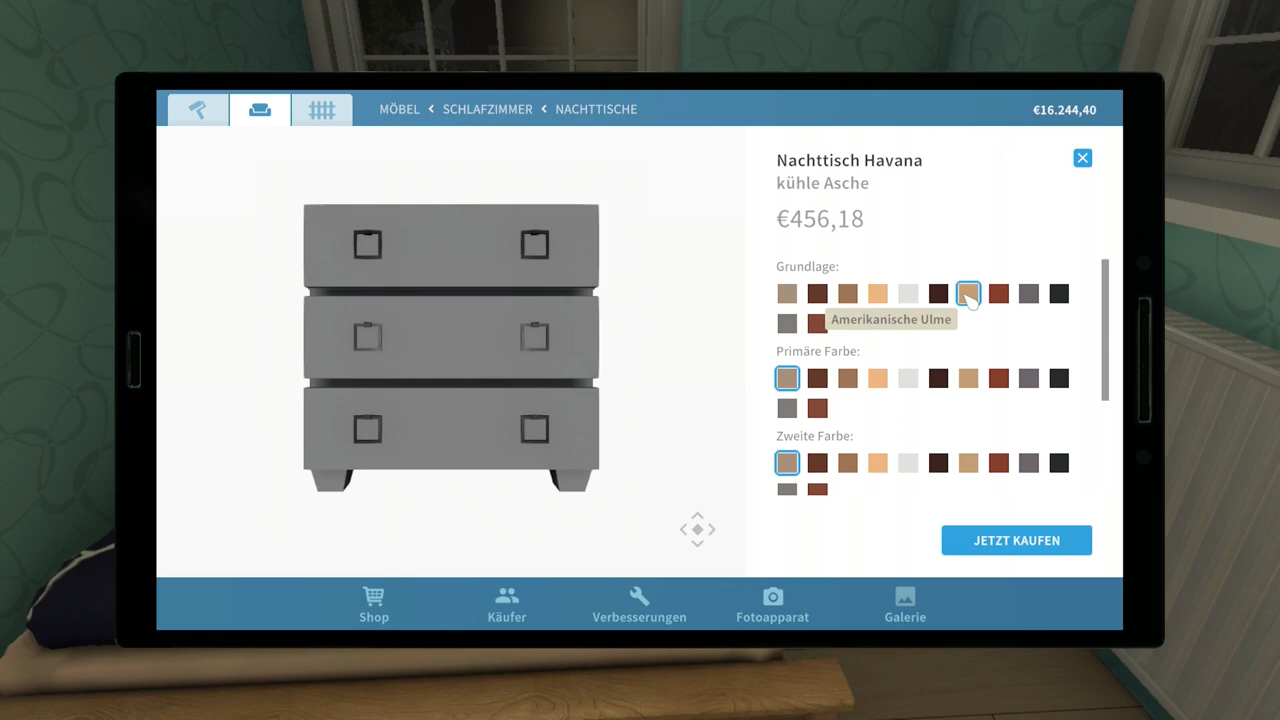 MÖBEL < SCHLAFZIMMER < NACHTTISCHE
€16.244,40
Nachttisch Havana
kühle Asche
€456,18
Grundlage:
Amerikanische Ulme
Primäre Farbe:
Zweite Farbe:
JETZT KAUFEN
Shop
Käufer
Verbesserungen
Fotoapparat
Galerie